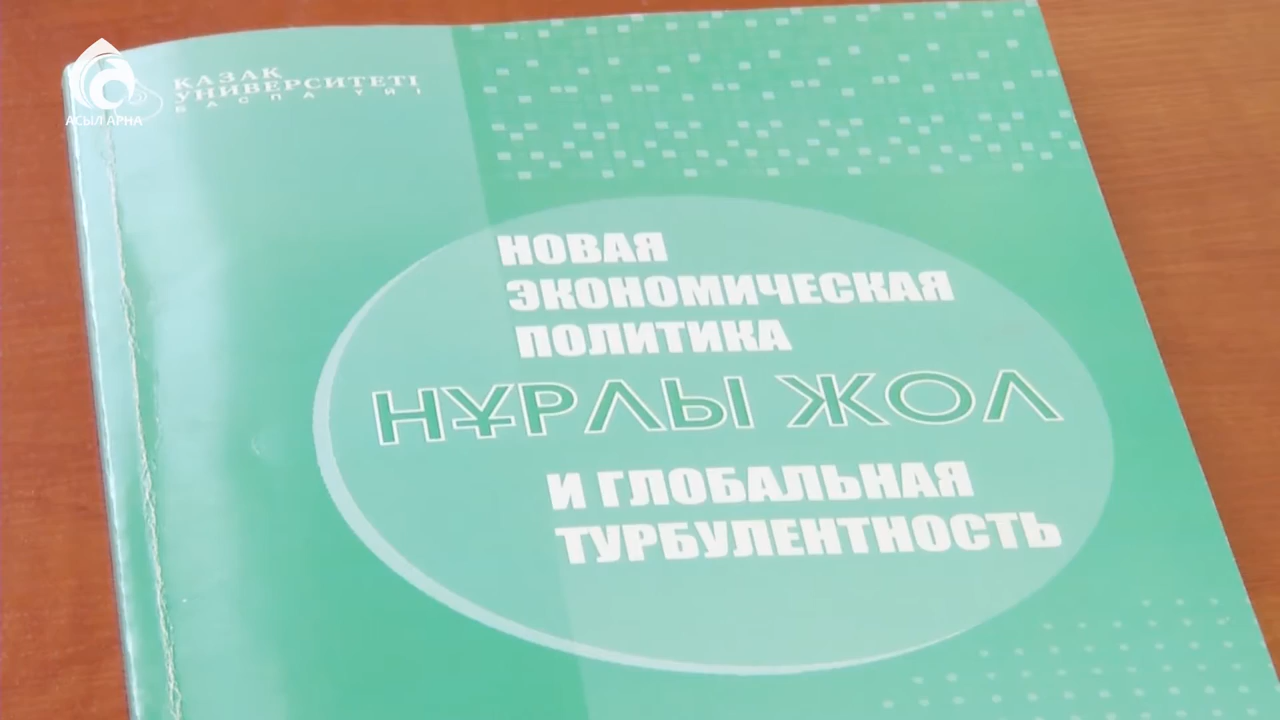 ҚАЗАҚ
УНИВЕРСИТЕТІ
БАСПА ҮЙІ
АСЫЛ АРНА
НОВАЯ
ЭКОНОМИЧЕСКАЯ
ПОЛИТИКА
НҰРЛЫ ЖОЛ
И ГЛОБАЛЬНАЯ
ТУРБУЛЕНТНОСТЬ